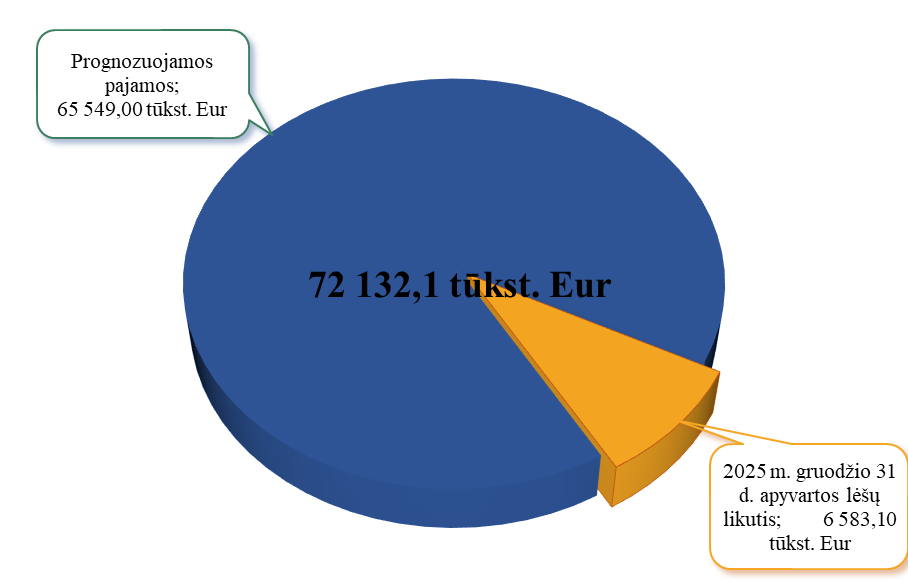 Prognozuojamos
pajamos;
65 549,00 tūkst. Eur
72 132,1 tūkst. Eur
2025 m. gruodžio 31
d. apyvartos lėšų
likutis; 6 583,10
tūkst. Eur